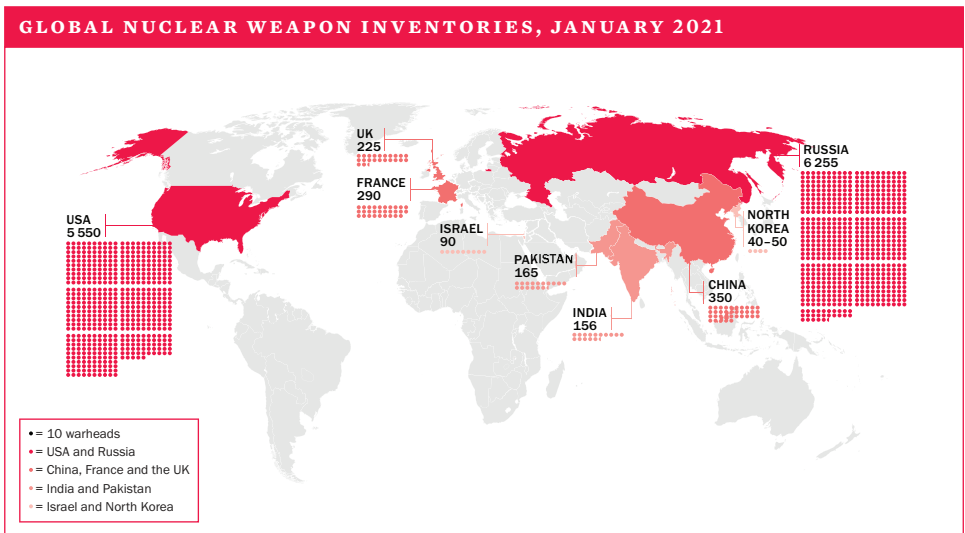 GLOBAL NUCLEAR WEAPON INVENTORIES, JANUARY 2021
UK
225
FRANCE
290
ISRAEL
90
USA
5 550
PAKISTAN
165
INDIA
156
RUSSIA
6 255
NORTH
KOREA
40–50
CHINA
350
= 10 warheads
= USA and Russia
= China, France and the UK
= India and Pakistan
= Israel and North Korea